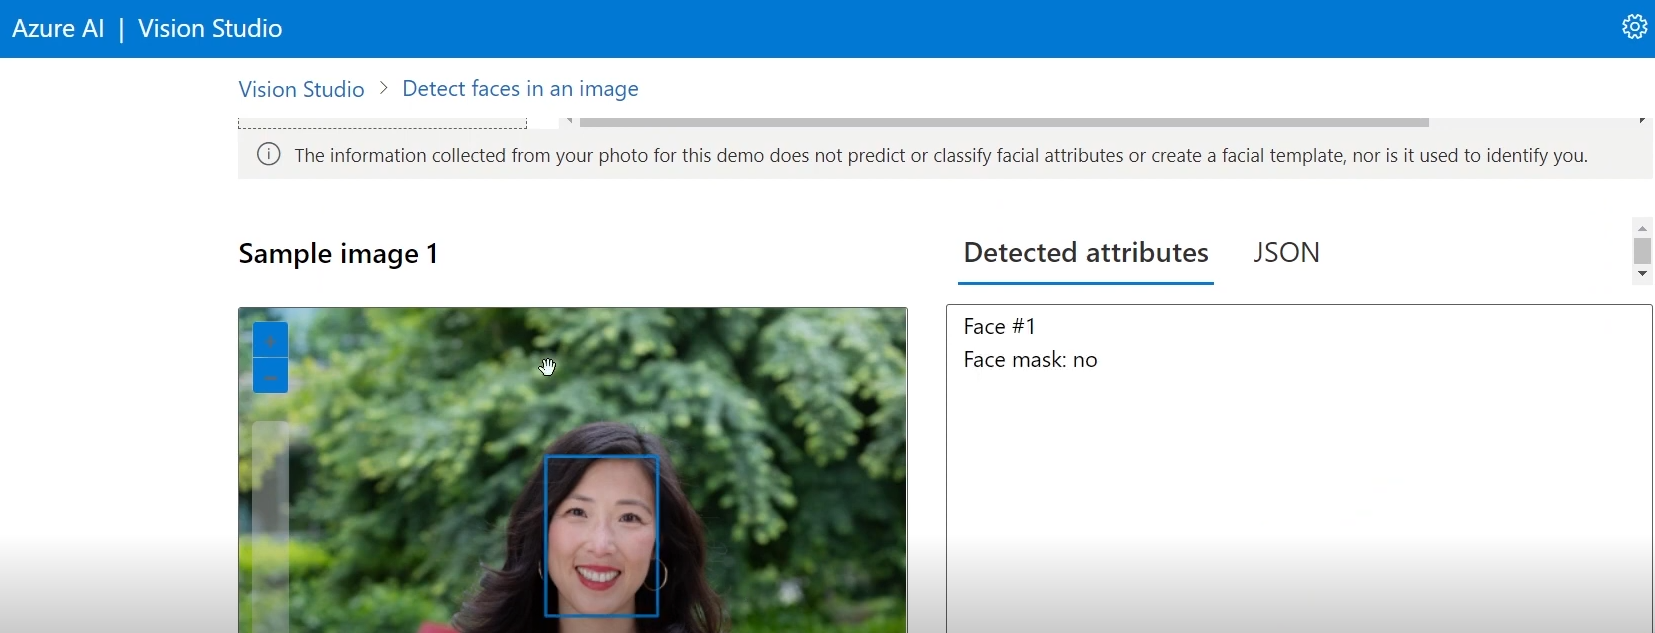 Azure AI | Vision Studio
Vision Studio > Detect faces in an image
The information collected from your photo for this demo does not predict or classify facial attributes or create a facial template, nor is it used to identify you.
Sample image 1
Detected attributes JSON
+
−
Face #1
Face mask: no